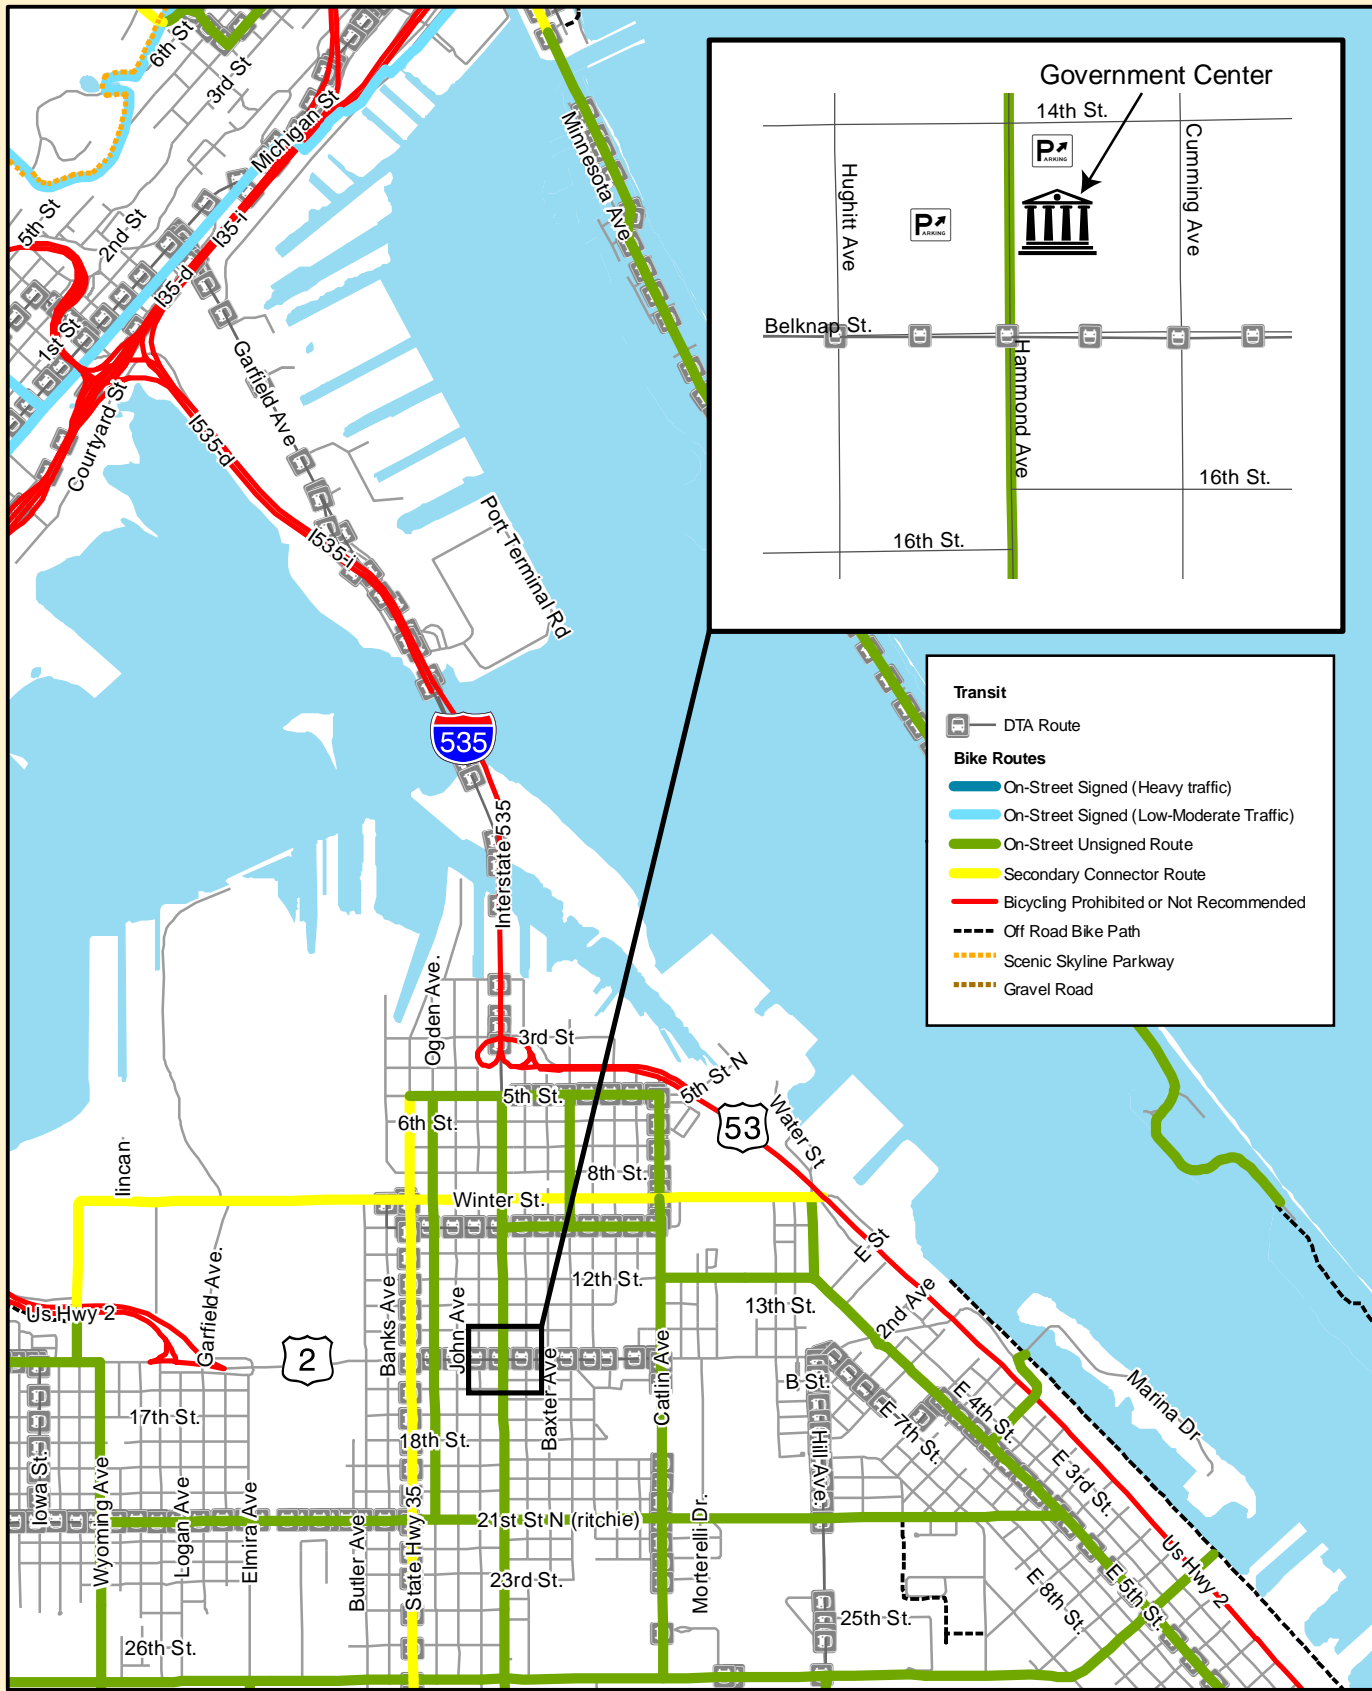 6th St
3rd St
Michigan St
I35-i
5th St
2nd St
I35-d
1st St
Courtyard St
Garfield Ave
I535-d
I535-i
Minnesota Ave
Port Terminal Rd
Government Center
14th St.
P
ARKING
P
ARKING
Hughitt Ave
Cumming Ave
Belknap St.
Hammond Ave
16th St.
16th St.
Transit
DTA Route
Bike Routes
On-Street Signed (Heavy traffic)
On-Street Signed (Low-Moderate Traffic)
On-Street Unsigned Route
Secondary Connector Route
Bicycling Prohibited or Not Recommended
Off Road Bike Path
Scenic Skyline Parkway
Gravel Road
535
Interstate 535
Ogden Ave.
3rd St
5th St N
5th St.
6th St.
53
Water St
8th St.
lincan
Winter St.
E St
12th St.
13th St.
2nd Ave
Garfield Ave.
Us Hwy 2
2
Banks Ave
John Ave
Baxter Ave
Catlin Ave
B St.
E 4th St.
E 7th St.
Marina Dr
17th St.
18th St.
Hill Ave.
E 3rd St.
Iowa St.
Wyoming Ave
Logan Ave
Elmira Ave
Butler Ave
State Hwy 35
21st St N (ritchie)
Morterelli Dr.
Us Hwy 2
23rd St.
E 8th St.
E 5th St.
25th St.
26th St.